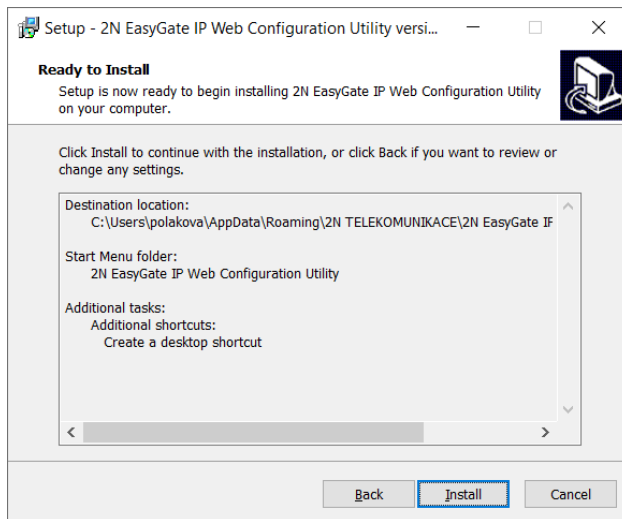 Setup - 2N EasyGate IP Web Configuration Utility versi...
Ready to Install
Setup is now ready to begin installing 2N EasyGate IP Web Configuration Utility
on your computer.
Click Install to continue with the installation, or click Back if you want to review or
change any settings.
Destination location:
C:\Users\polakova\AppData\Roaming\2N TELEKOMUNIKACE\2N EasyGate IF
Start Menu folder:
2N EasyGate IP Web Configuration Utility
Additional tasks:
Additional shortcuts:
Create a desktop shortcut
Back
Install
Cancel